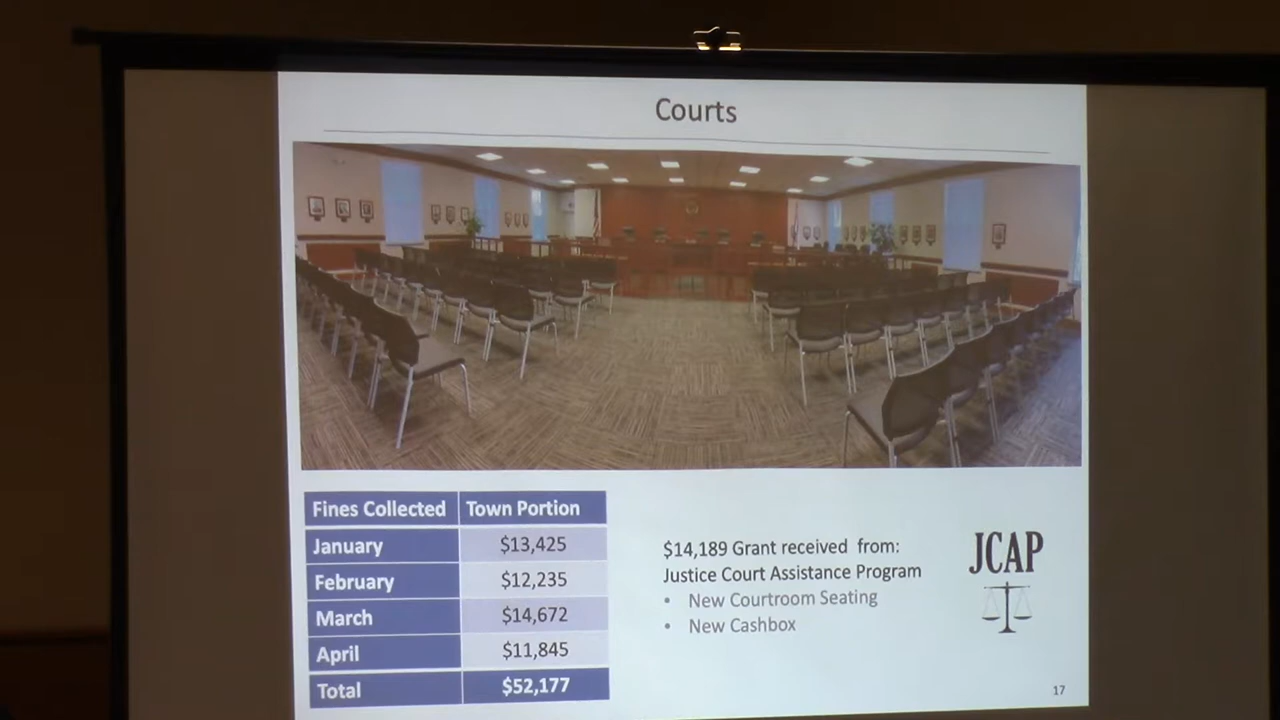 Courts
Fines Collected Town Portion
January $13,425
February $12,235
March $14,672
April $11,845
Total $52,177
$14,189 Grant received from:
Justice Court Assistance Program
• New Courtroom Seating
• New Cashbox
JCAP
17